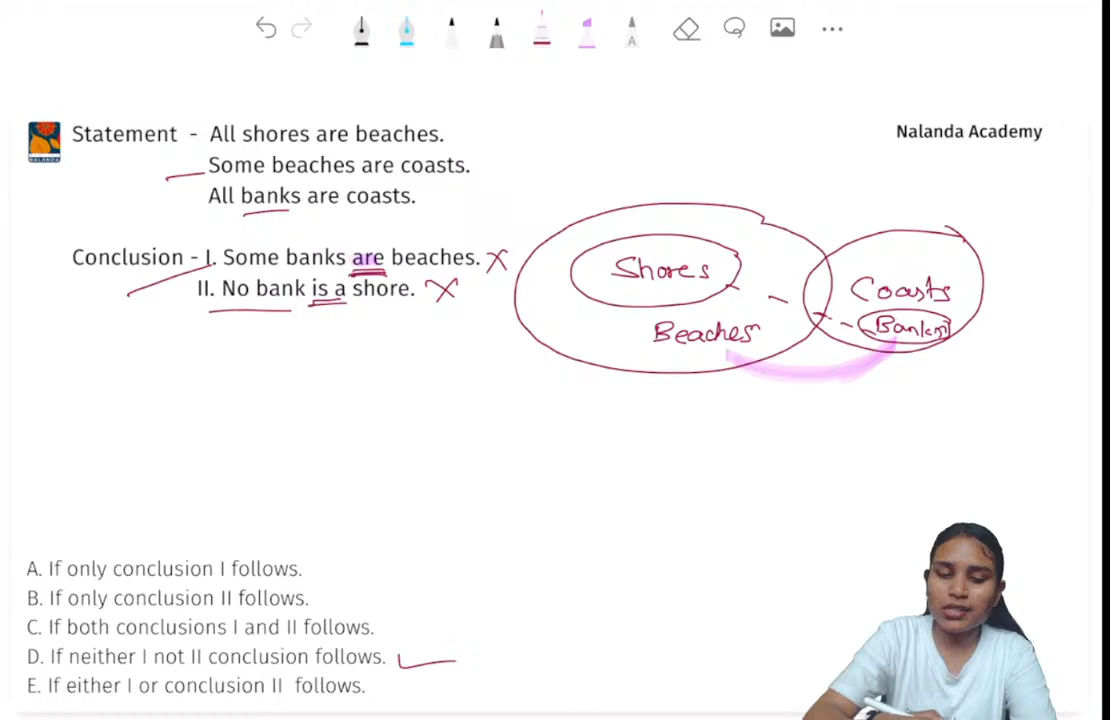 Statement - All shores are beaches.
Nalanda Academy
Some beaches are coasts.
All banks are coasts.
Conclusion - I. Some banks are beaches. X
II. No bank is a shore. X
Shores
Beaches
Coasts
Banks
A. If only conclusion I follows.
B. If only conclusion II follows.
C. If both conclusions I and II follows.
D. If neither I not II conclusion follows.
E. If either I or conclusion II follows.
NALANDA
A